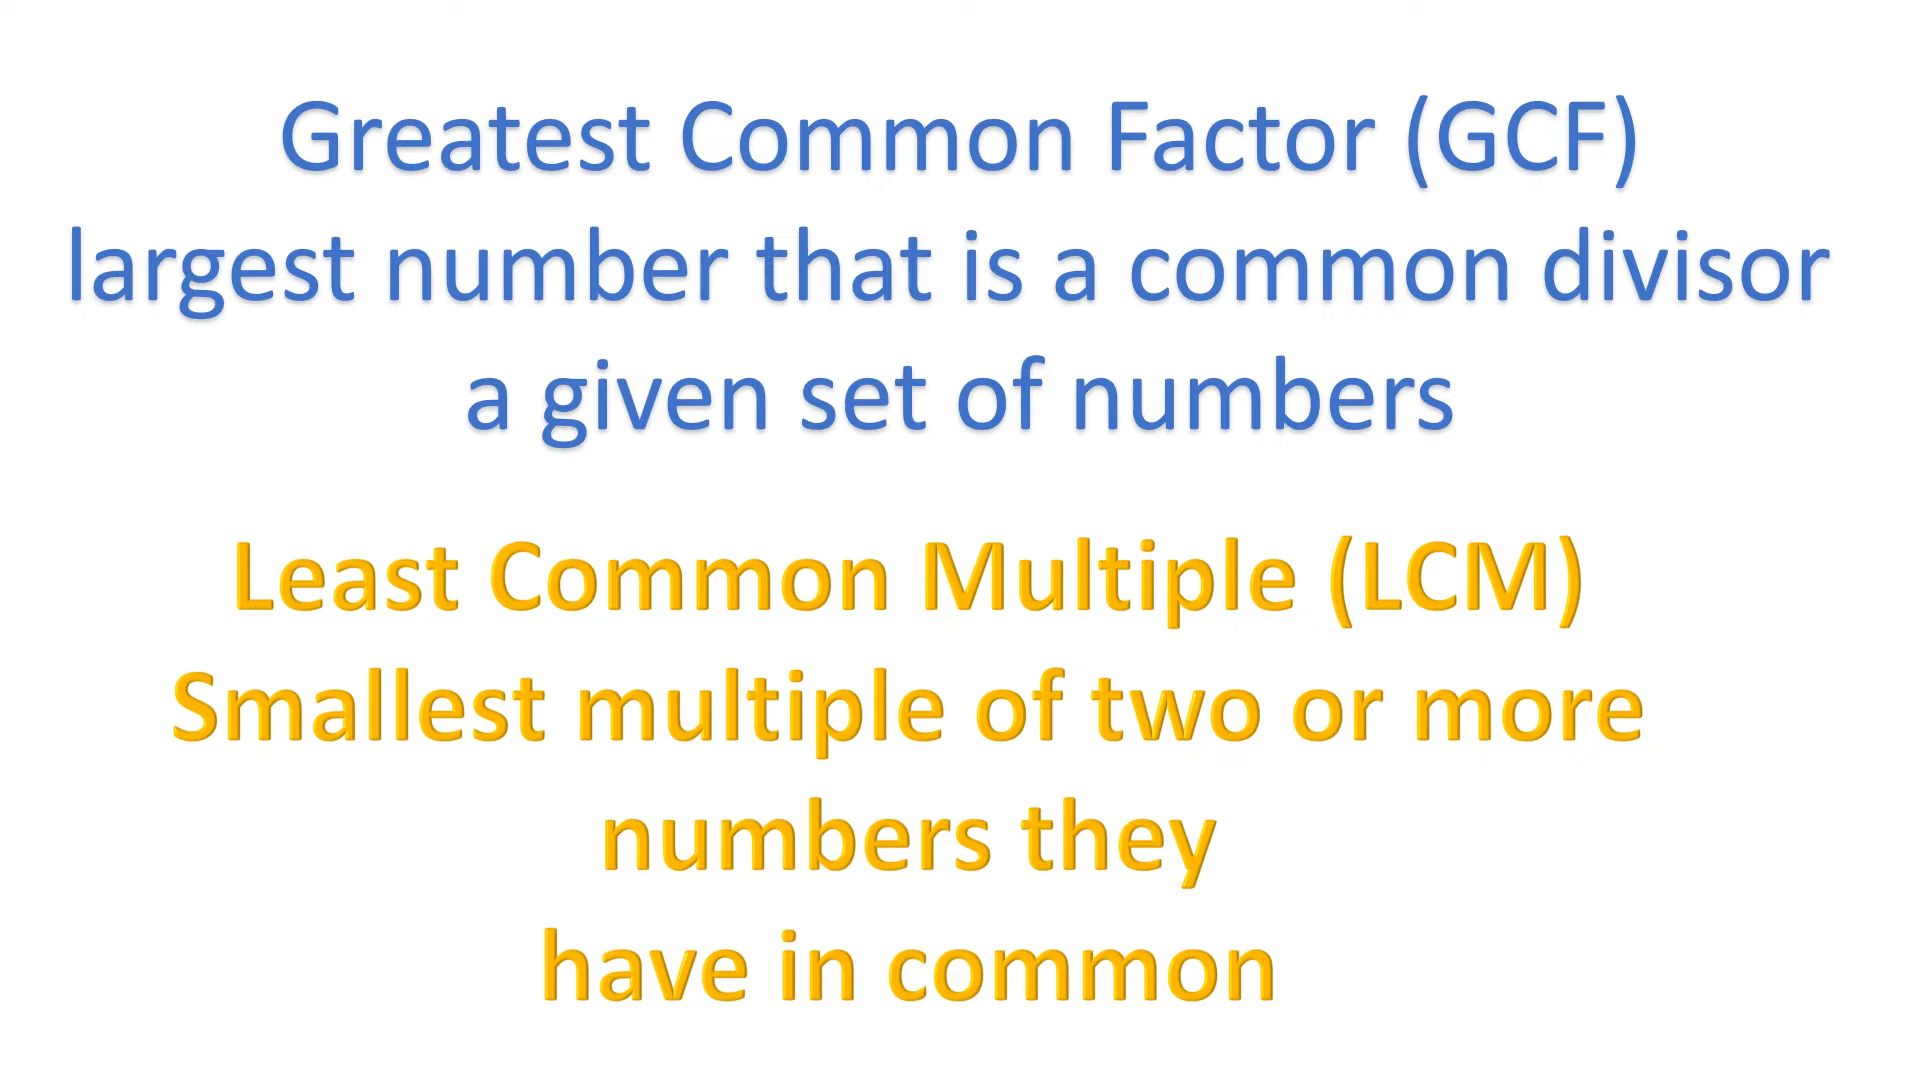 Greatest Common Factor (GCF)
largest number that is a common divisor
a given set of numbers
Least Common Multiple (LCM)
Smallest multiple of two or more
numbers they
have in common